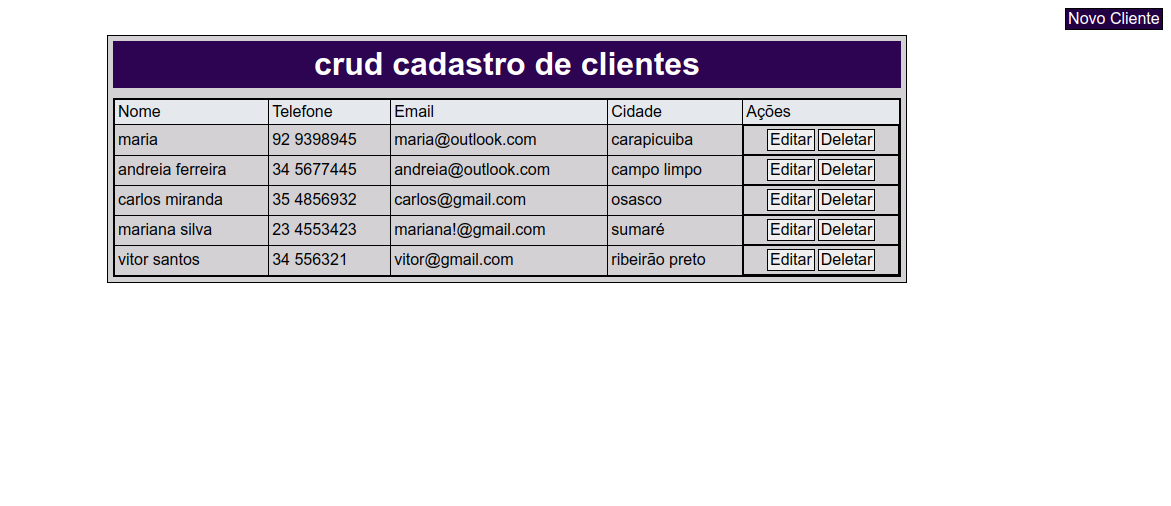 Novo Cliente
crud cadastro de clientes
Nome Telefone Email Cidade Ações
maria 92 9398945 maria@outlook.com carapicuiba Editar Deletar
andreia ferreira 34 5677445 andreia@outlook.com campo limpo Editar Deletar
carlos miranda 35 4856932 carlos@gmail.com osasco Editar Deletar
mariana silva 23 4553423 mariana!@gmail.com sumaré Editar Deletar
vitor santos 34 556321 vitor@gmail.com ribeirão preto Editar Deletar